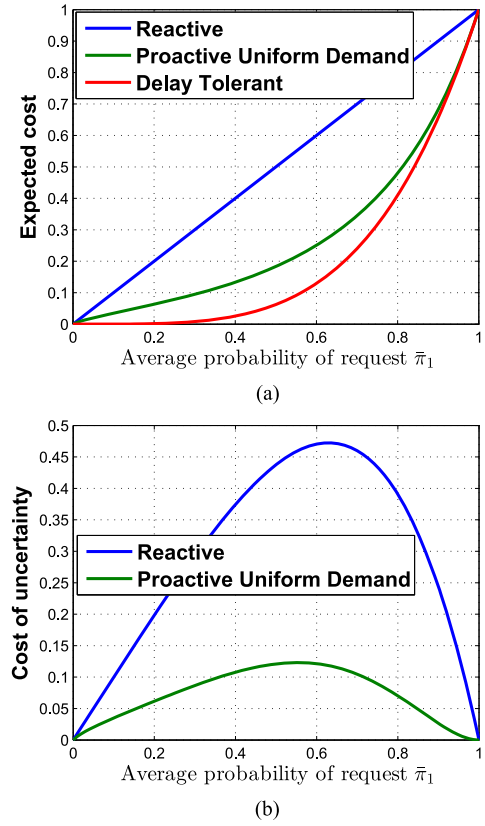 1
0.9
0.8
0.7
0.6
0.5
0.4
0.3
0.2
0.1
0
Expected cost
Reactive
Proactive Uniform Demand
Delay Tolerant
0 0.2 0.4 0.6 0.8 1
Average probability of request π̄₁
(a)
0.5
0.45
0.4
0.35
0.3
0.25
0.2
0.15
0.1
0.05
0
Cost of uncertainty
Reactive
Proactive Uniform Demand
0 0.2 0.4 0.6 0.8 1
Average probability of request π̄₁
(b)